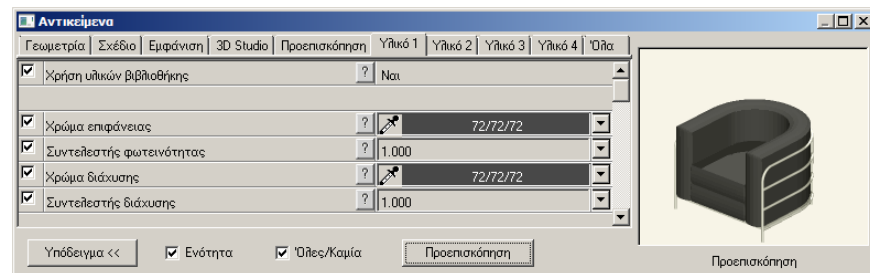 Αντικείμενα
Γεωμετρία Σχέδιο Εμφάνιση 3D Studio Προεπισκόπηση Υλικό 1 Υλικό 2 Υλικό 3 Υλικό 4 Όλα
Χρήση υλικών βιβλιοθήκης ? Ναι
Χρώμα επιφάνειας ? 72/72/72
Συντελεστής φωτεινότητας ? 1.000
Χρώμα διάχυσης ? 72/72/72
Συντελεστής διάχυσης ? 1.000
Υπόδειγμα << Ενότητα Όλες/Καμία Προεπισκόπηση
Προεπισκόπηση